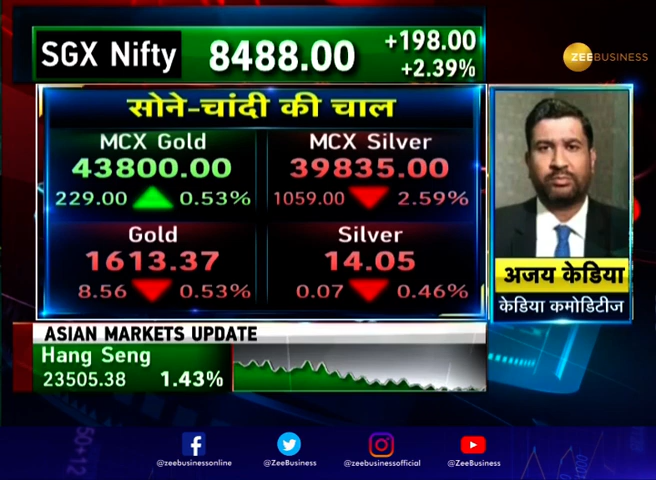 SGX Nifty 8488.00 +198.00
+2.39%
ZEEBUSINESS
सोने-चांदी की चाल
MCX Gold
43800.00
229.00 0.53%
MCX Silver
39835.00
1059.00 2.59%
Gold
1613.37
8.56 0.53%
Silver
14.05
0.07 0.46%
अजय केडिया
केडिया कमोडिटीज
ASIAN MARKETS UPDATE
Hang Seng
23505.38 1.43%
50+12
@zeebusinessonline @ZeeBusiness @zeebusinessofficial @ZeeBusiness